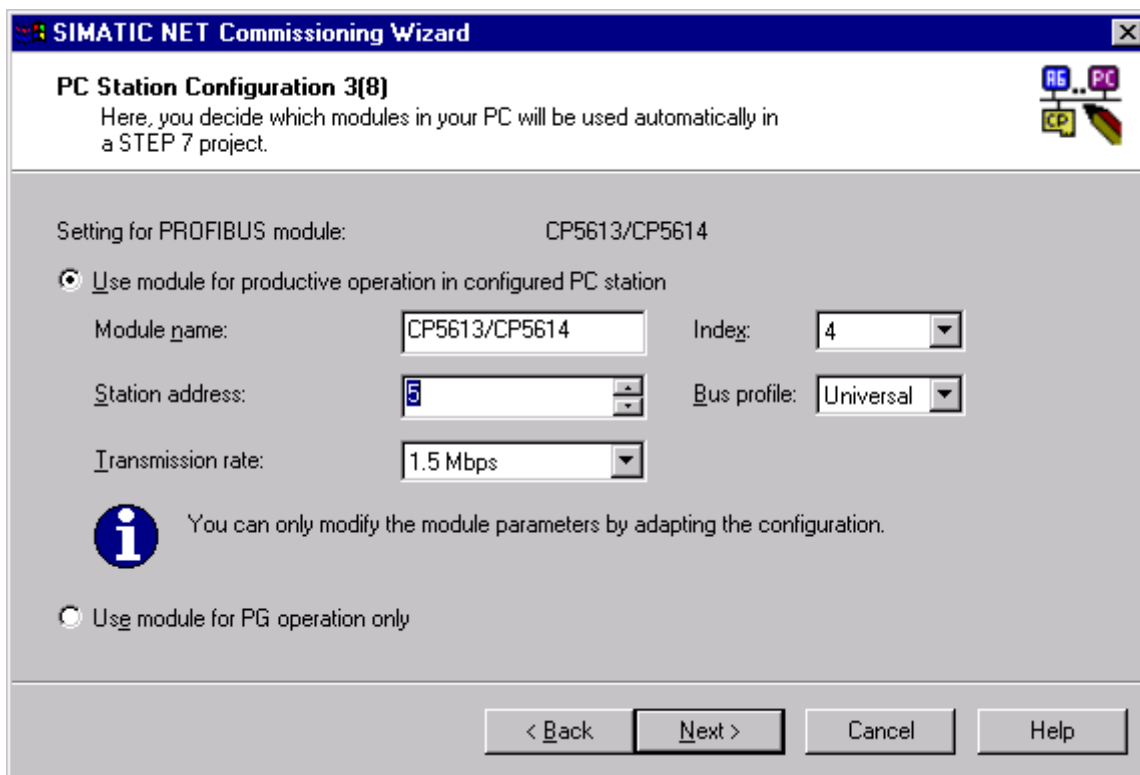 SIMATIC NET Commissioning Wizard
PC Station Configuration 3(8)
Here, you decide which modules in your PC will be used automatically in
a STEP 7 project.
AG..PC
CP
Setting for PROFIBUS module: CP5613/CP5614
Use module for productive operation in configured PC station
Module name: CP5613/CP5614 Index: 4
Station address: 5 Bus profile: Universal
Transmission rate: 1.5 Mbps
i You can only modify the module parameters by adapting the configuration.
Use module for PG operation only
< Back Next > Cancel Help